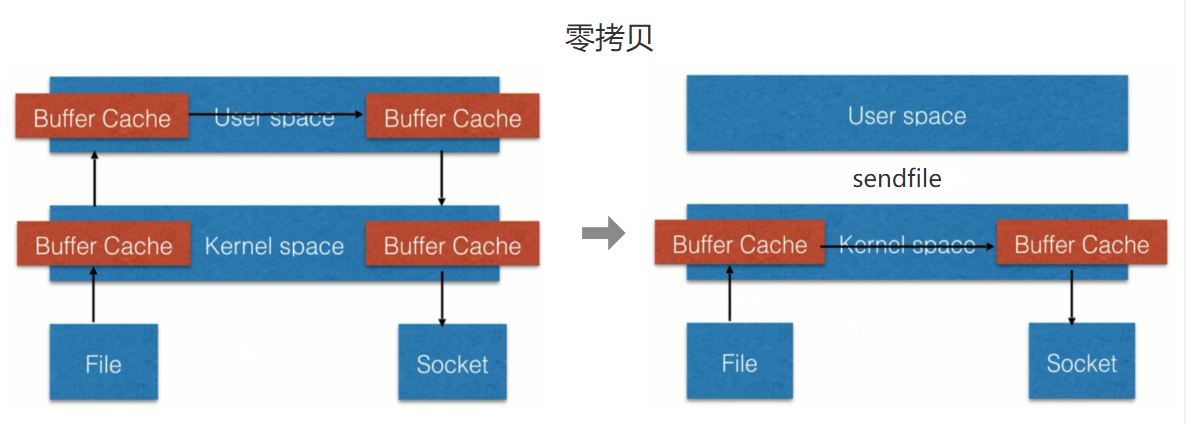 零拷贝
Buffer Cache
User space
Buffer Cache
Buffer Cache
Kernel space
Buffer Cache
File
Socket
User space
sendfile
Buffer Cache
Kernel space
Buffer Cache
File
Socket